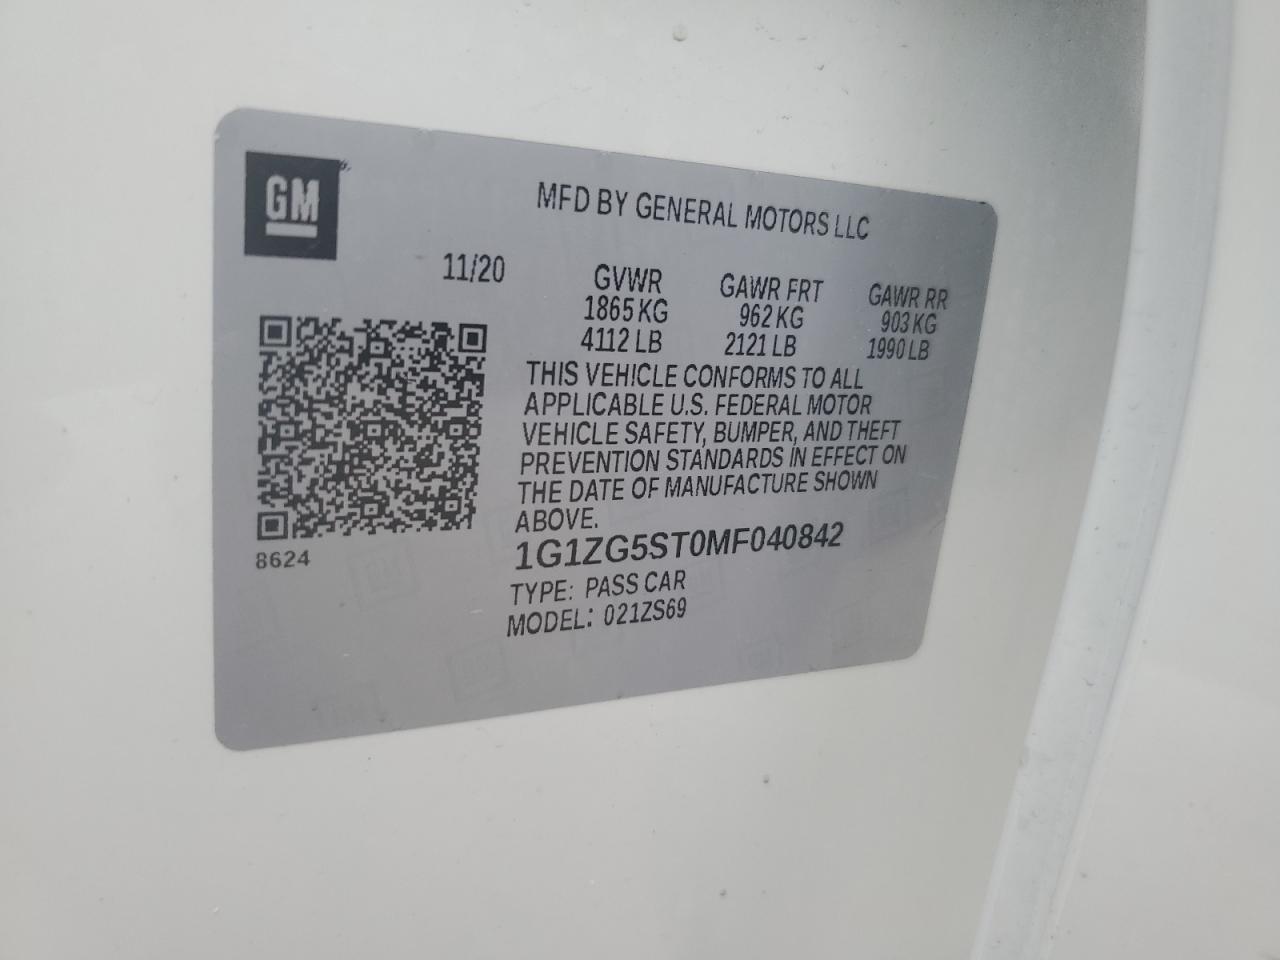 GM
MFD BY GENERAL MOTORS LLC
11/20
GVWR GAWR FRT GAWR RR
1865 KG 962 KG 903 KG
4112 LB 2121 LB 1990 LB
THIS VEHICLE CONFORMS TO ALL
APPLICABLE U.S. FEDERAL MOTOR
VEHICLE SAFETY, BUMPER, AND THEFT
PREVENTION STANDARDS IN EFFECT ON
THE DATE OF MANUFACTURE SHOWN
ABOVE.
8624
1G1ZG5ST0MF040842
TYPE: PASS CAR
MODEL: 021ZS69